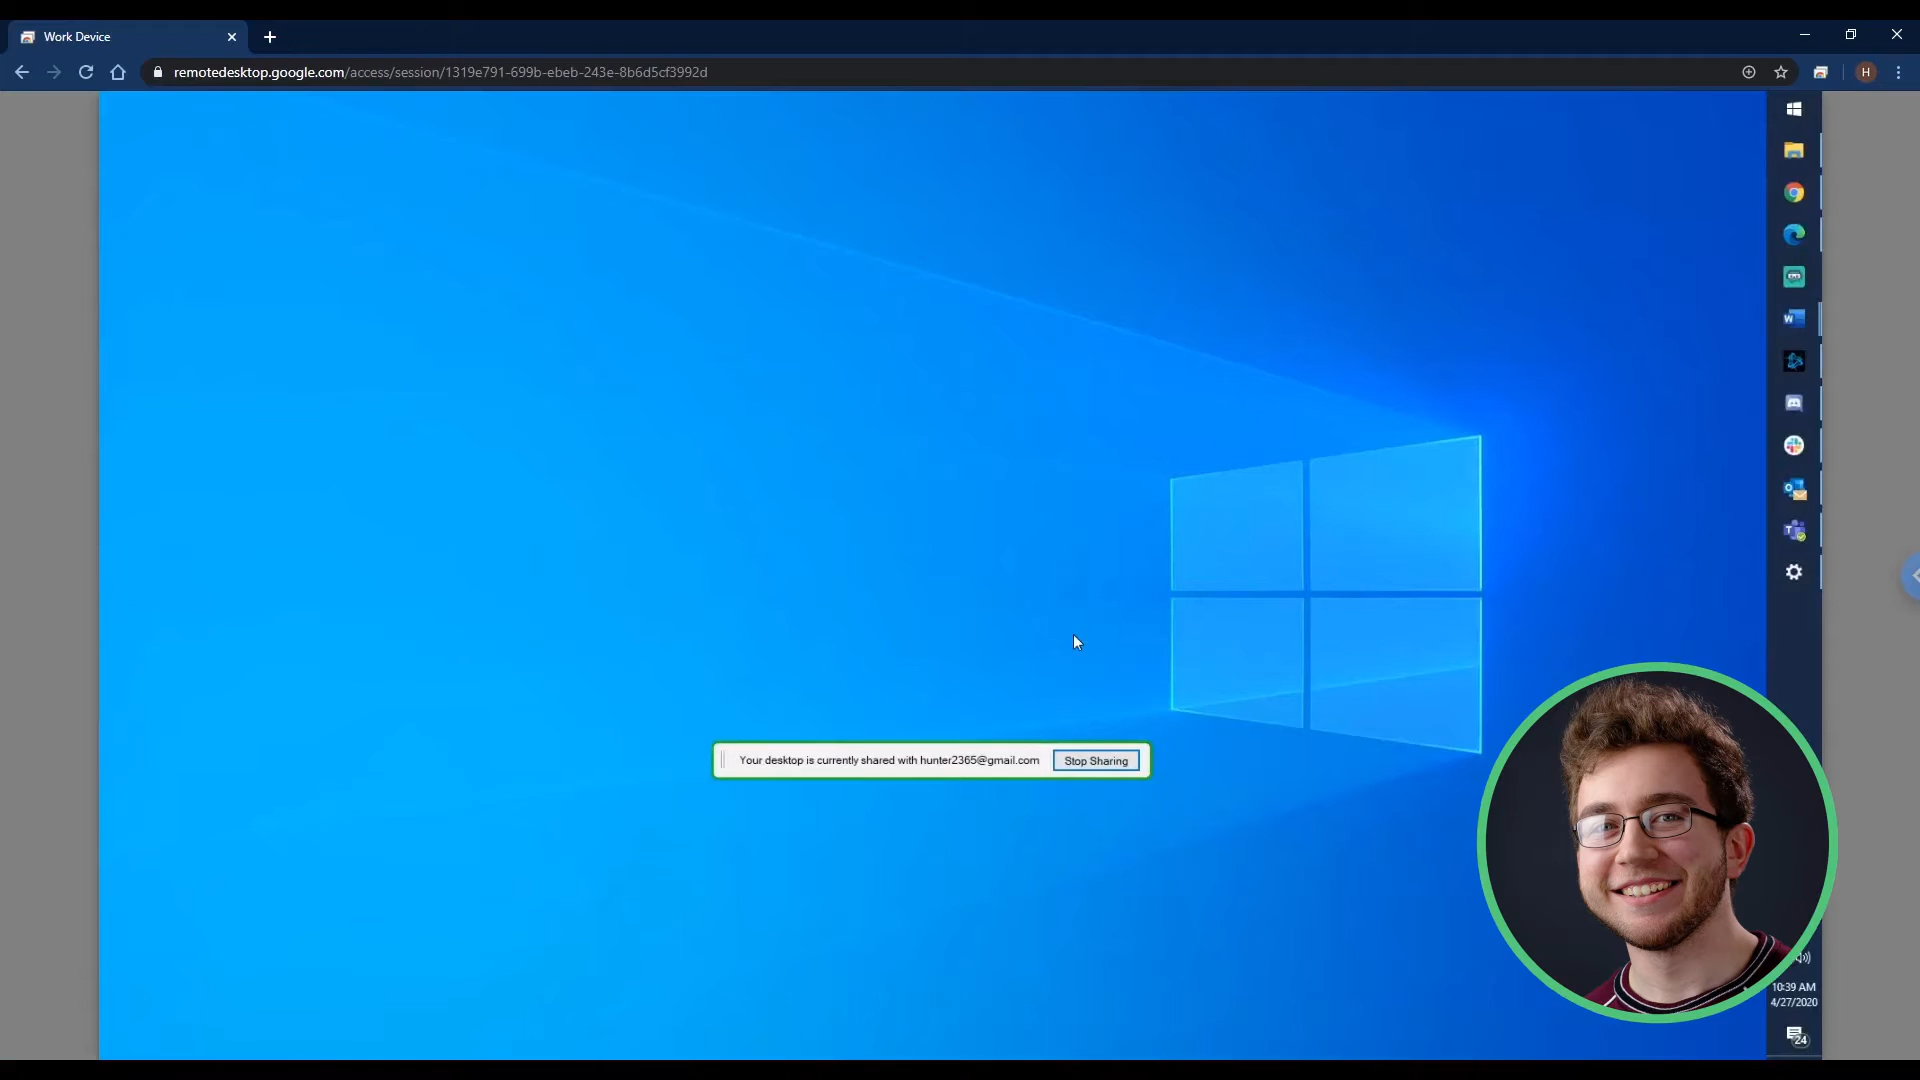 Work Device
remotedesktop.google.com/access/session/1319e791-699b-ebeb-243e-8b6d5cf3992d
H
W
O
T
Your desktop is currently shared with hunter2365@gmail.com
Stop Sharing
10:39 AM
4/27/2020
24